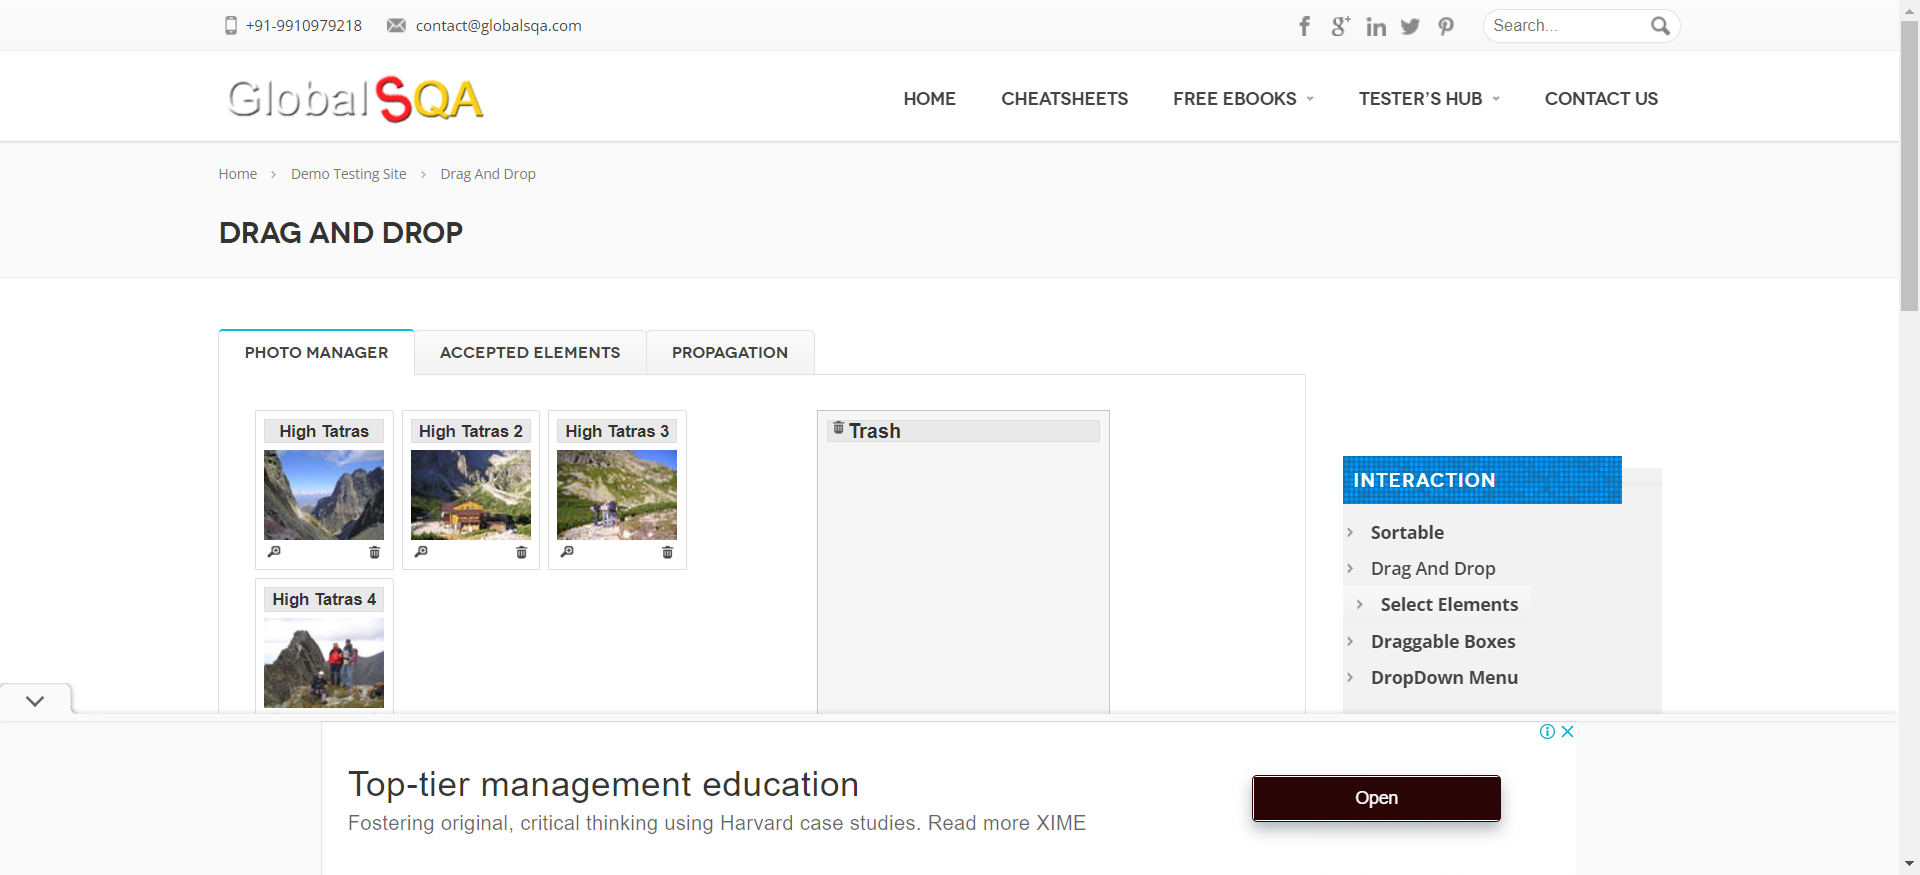 +91-9910979218 contact@globalsqa.com Search...
GlobalSQA
HOME CHEATSHEETS FREE EBOOKS TESTER'S HUB CONTACT US
Home > Demo Testing Site > Drag And Drop
DRAG AND DROP
PHOTO MANAGER ACCEPTED ELEMENTS PROPAGATION
High Tatras High Tatras 2 High Tatras 3 Trash
High Tatras 4
INTERACTION
Sortable
Drag And Drop
Select Elements
Draggable Boxes
DropDown Menu
Top-tier management education
Fostering original, critical thinking using Harvard case studies. Read more XIME
Open